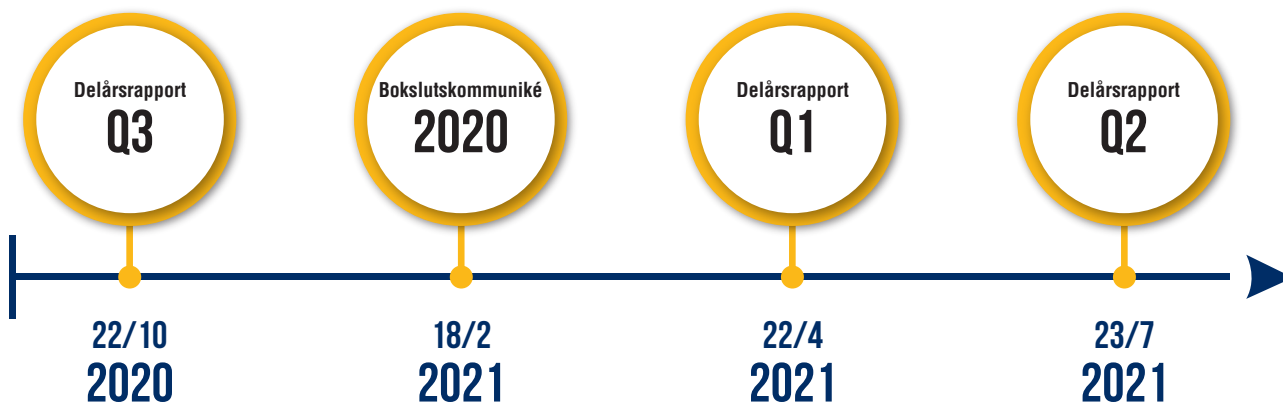 Delårsrapport
Q3
Bokslutskommuniké
2020
Delårsrapport
Q1
Delårsrapport
Q2
22/10
2020
18/2
2021
22/4
2021
23/7
2021